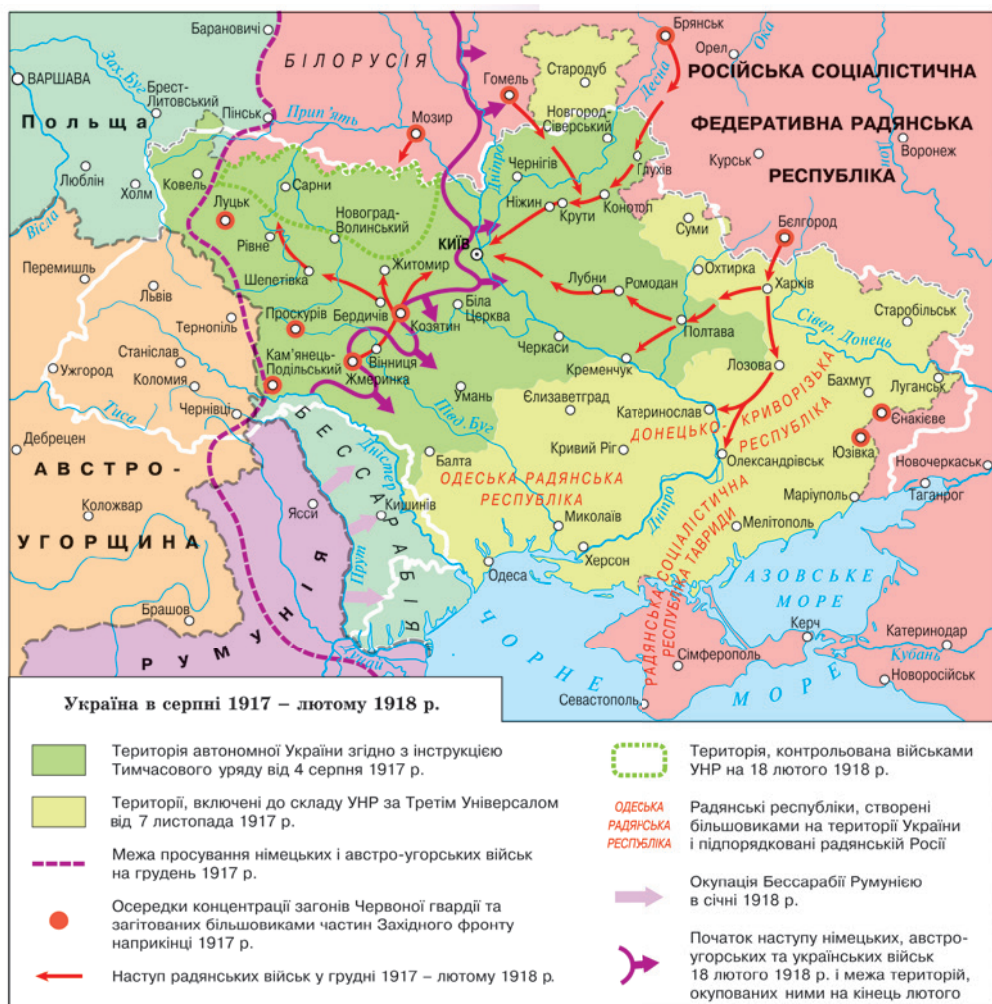 Барановичі
Брянськ
Орел
Ока
БІЛОРУСІЯ
ВАРШАВА
Зах. Буг
Гомель
Стародуб
Десна
РОСІЙСЬКА СОЦІАЛІСТИЧНА
Брест-
Литовський
Польща
Пінськ
Прип'ять
Мозир
Новгород-
Сіверський
ФЕДЕРАТИВНА РАДЯНСЬКА
Дніпро
Чернігів
Глухів
Курськ
Воронеж
Дон
РЕСПУБЛІКА
Люблін
Холм
Ковель
Сарни
Вісла
Луцьк
Новоград-
Волинський
Ніжин
Крути
Конотоп
Суми
Бєлгород
Рівне
КИЇВ
Перемишль
Житомир
Охтирка
Шепетівка
Лубни
Ромодан
Харків
Львів
Біла
Церква
Бердичів
Козятин
Старобільськ
Проскурів
Тернопіль
Полтава
Сівер. Донець
Черкаси
Станіслав
Кам'янець-
Подільський
Вінниця
Жмеринка
Кременчук
Лозова
Ужгород
Коломия
Умань
Бахмут
Луганськ
Чернівці
Півд. Буг
Єлизаветград
Катеринослав
Єнакієве
Тиса
ДОНЕЦЬКО-КРИВОРІЗЬКА
РЕСПУБЛІКА
Дебрецен
БЕССАРАБІЯ
Дністер
Балта
Кривий Ріг
Олександрівськ
Юзівка
Новочеркаськ
АВСТРО-
УГОРЩИНА
ОДЕСЬКА РАДЯНСЬКА
РЕСПУБЛІКА
Таганрог
Маріуполь
Коложвар
Ясси
Кишинів
Прут
Дніпро
Миколаїв
Мелітополь
Херсон
Одеса
РАДЯНСЬКА СОЦІАЛІСТИЧНА
РЕСПУБЛІКА ТАВРИДИ
АЗОВСЬКЕ
МОРЕ
Брашов
РУМУНІЯ
Дунай
ЧОРНЕ МОРЕ
Керч
Катеринодар
Кубань
Сімферополь
Новоросійськ
Севастополь
Україна в серпні 1917 – лютому 1918 р.
Територія автономної України згідно з інструкцією
Тимчасового уряду від 4 серпня 1917 р.
Території, включені до складу УНР за Третім Універсалом
від 7 листопада 1917 р.
Межа просування німецьких і австро-угорських військ
на грудень 1917 р.
Осередки концентрації загонів Червоної гвардії та
загітованих більшовиками частин Західного фронту
наприкінці 1917 р.
Наступ радянських військ у грудні 1917 – лютому 1918 р.
Територія, контрольована військами
УНР на 18 лютого 1918 р.
ОДЕСЬКА
РАДЯНСЬКА
РЕСПУБЛІКА
Радянські республіки, створені
більшовиками на території України
і підпорядковані радянській Росії
Окупація Бессарабії Румунією
в січні 1918 р.
Початок наступу німецьких, австро-
угорських та українських військ
18 лютого 1918 р. і межа територій,
окупованих ними на кінець лютого